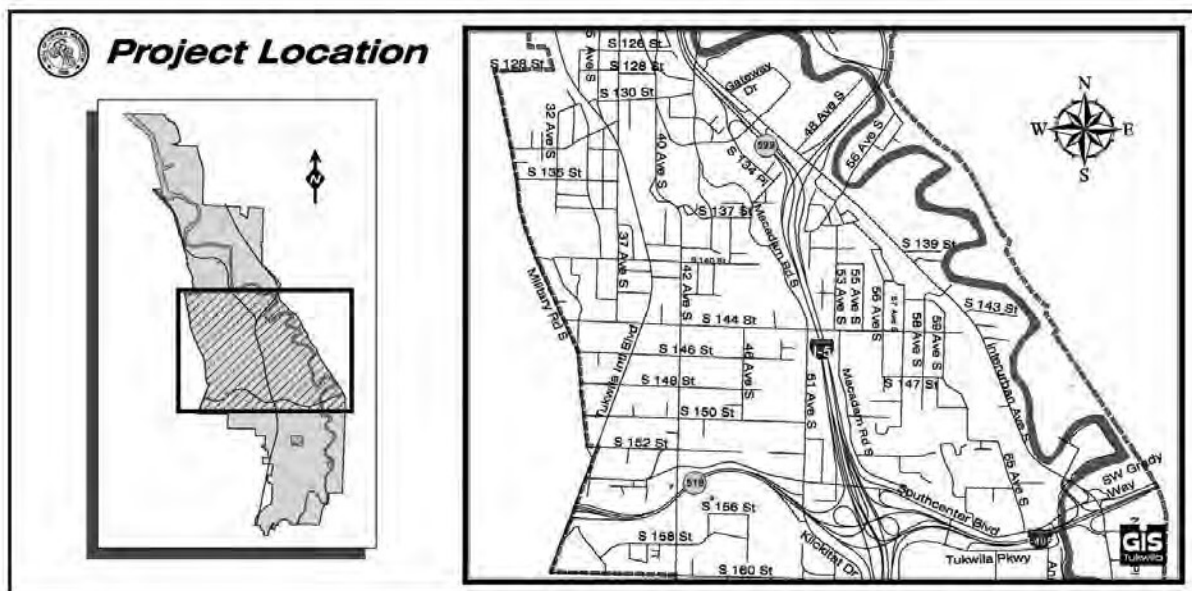 Project Location
N
S 126 St
S 128 St
S 128 St
S 130 St
Gateway
Dr
48 Ave S
56 Ave S
32 Ave S
40 Ave S
599
S 134 Pl
S 135 St
S 137 St
Macadam Rd S
S 139 St
37 Ave S
S 140 St
42 Ave S
Military Rd S
53 Ave S
55 Ave S
56 Ave S
57 Ave S
58 Ave S
59 Ave S
S 143 St
S 144 St
Tukwila Intl Blvd
S 146 St
46 Ave S
I-5
S 147 St
S 148 St
51 Ave S
Macadam Rd S
Interurban Ave S
S 150 St
S 152 St
65 Ave S
SW Grady
Way
518
Southcenter Blvd
S 156 St
S 158 St
Klickitat Dr
S 160 St
Tukwila Pkwy
N
W
E
S
GIS
Tukwila